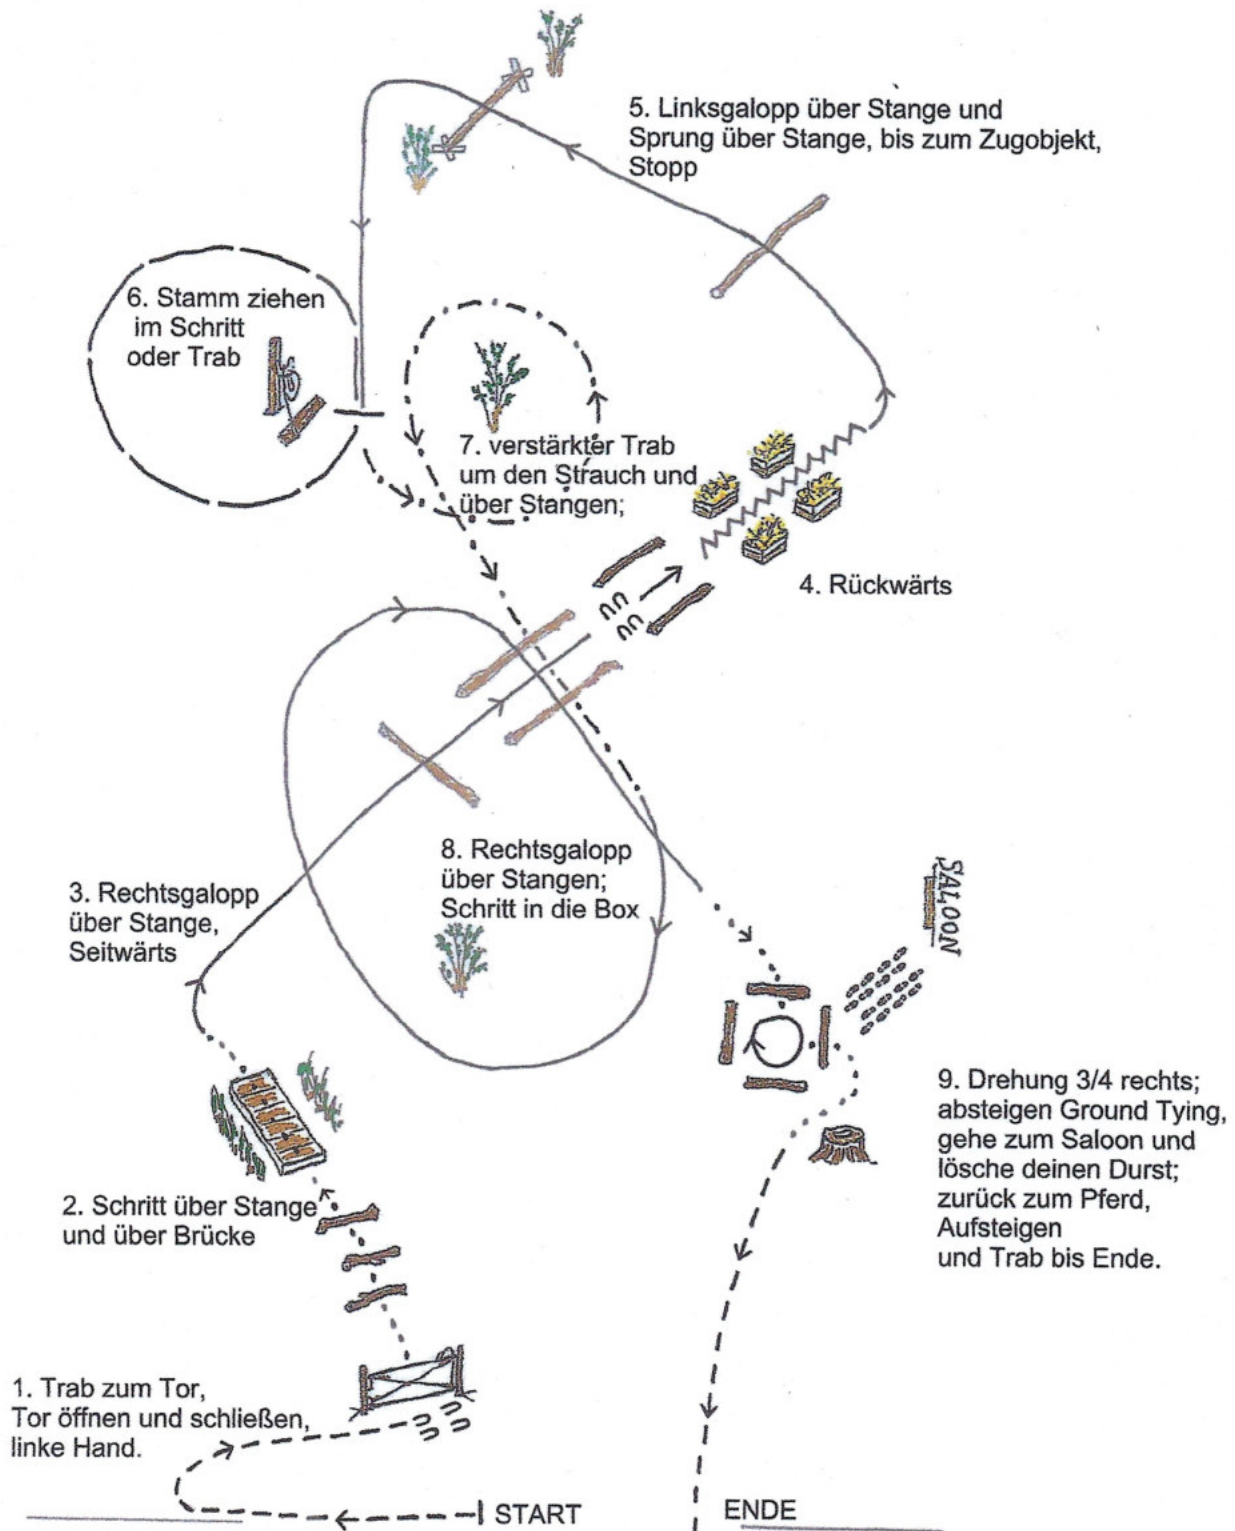 5. Linksgalopp über Stange und
Sprung über Stange, bis zum Zugobjekt,
Stopp
6. Stamm ziehen
im Schritt
oder Trab
7. verstärkter Trab
um den Strauch und
über Stangen;
4. Rückwärts
8. Rechtsgalopp
über Stangen;
Schritt in die Box
3. Rechtsgalopp
über Stange,
Seitwärts
SALOON
9. Drehung 3/4 rechts;
absteigen Ground Tying,
gehe zum Saloon und
lösche deinen Durst;
zurück zum Pferd,
Aufsteigen
und Trab bis Ende.
2. Schritt über Stange
und über Brücke
1. Trab zum Tor,
Tor öffnen und schließen,
linke Hand.
START
ENDE